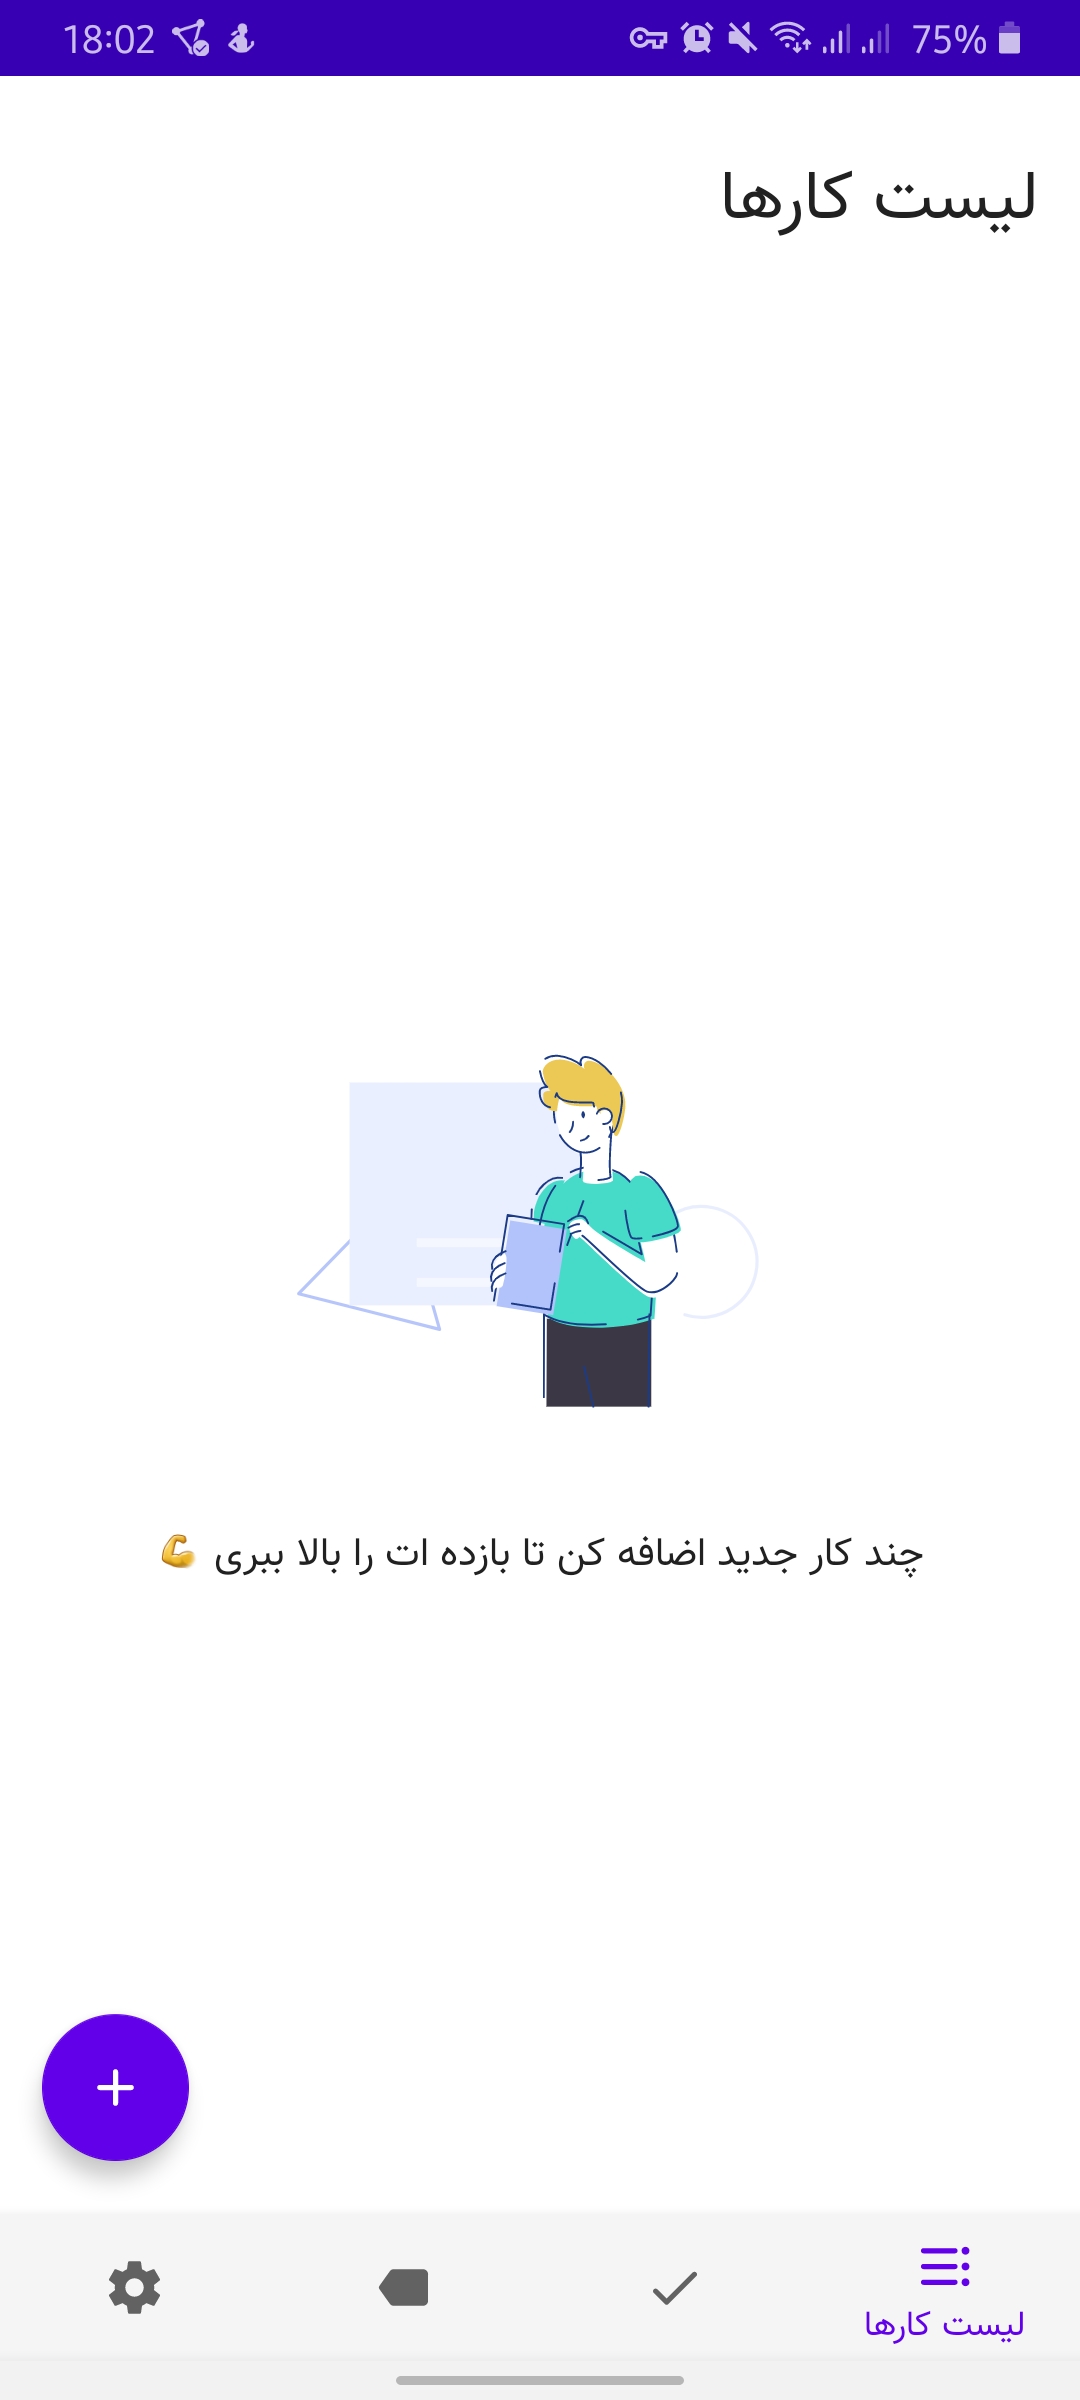 18:02 75%
لیست کارها
چند کار جدید اضافه کن تا بازده ات را بالا ببری 💪
لیست کارها